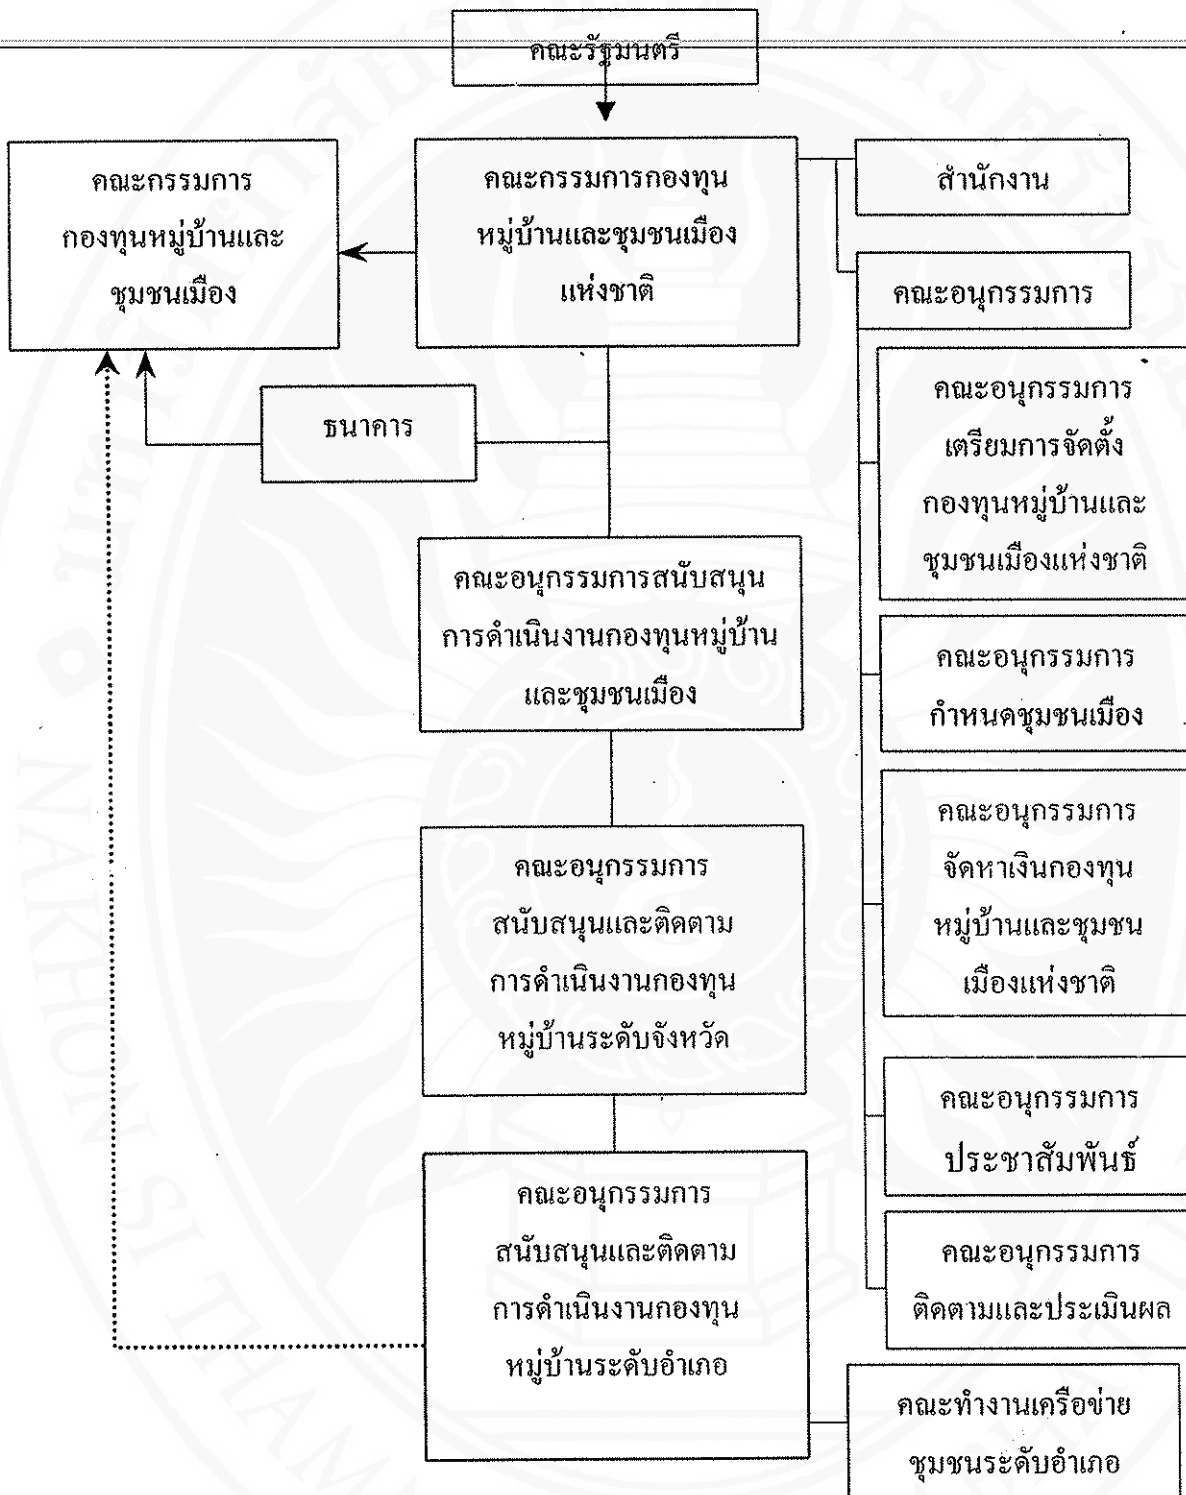 คณะรัฐมนตรี
คณะกรรมการ
กองทุนหมู่บ้านและ
ชุมชนเมือง
คณะกรรมการกองทุน
หมู่บ้านและชุมชนเมือง
แห่งชาติ
สำนักงาน
คณะอนุกรรมการ
ธนาคาร
คณะอนุกรรมการ
เตรียมการจัดตั้ง
กองทุนหมู่บ้านและ
ชุมชนเมืองแห่งชาติ
คณะอนุกรรมการสนับสนุน
การดำเนินงานกองทุนหมู่บ้าน
และชุมชนเมือง
คณะอนุกรรมการ
กำหนดชุมชนเมือง
คณะอนุกรรมการ
จัดหาเงินกองทุน
หมู่บ้านและชุมชน
เมืองแห่งชาติ
คณะอนุกรรมการ
สนับสนุนและติดตาม
การดำเนินงานกองทุน
หมู่บ้านระดับจังหวัด
คณะอนุกรรมการ
ประชาสัมพันธ์
คณะอนุกรรมการ
สนับสนุนและติดตาม
การดำเนินงานกองทุน
หมู่บ้านระดับอำเภอ
คณะอนุกรรมการ
ติดตามและประเมินผล
คณะทำงานเครือข่าย
ชุมชนระดับอำเภอ
NAKHON SI THAM